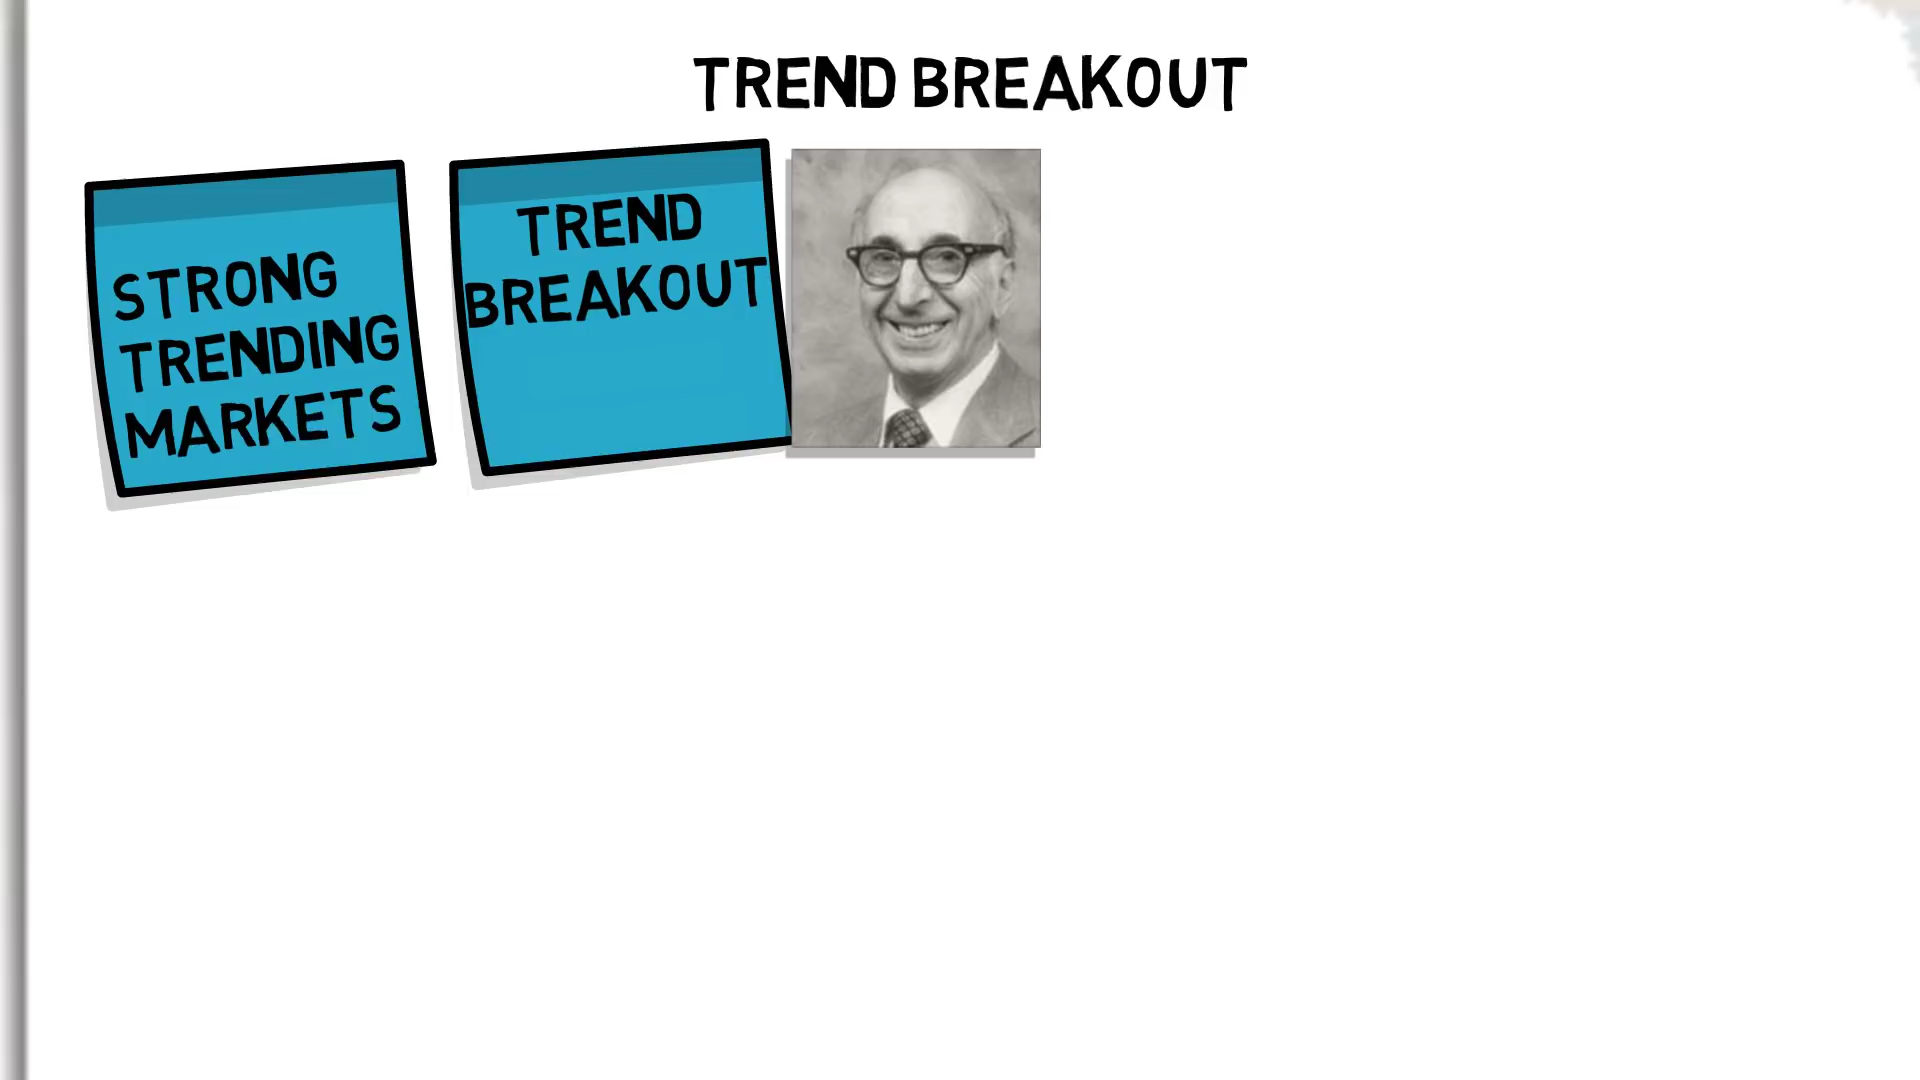 TREND BREAKOUT
STRONG
TRENDING
MARKETS
TREND
BREAKOUT